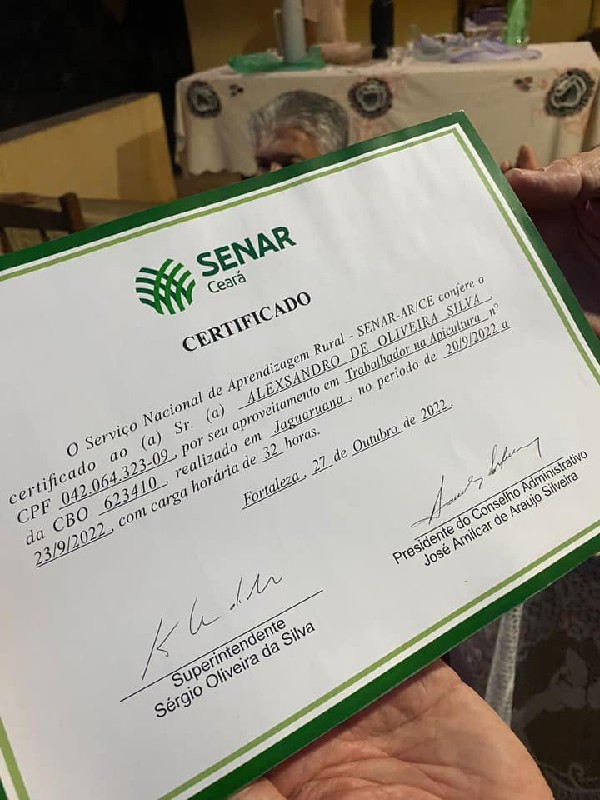 SENAR
Ceará
CERTIFICADO
O Serviço Nacional de Aprendizagem Rural - SENAR-AR/CE confere o
certificado ao (a) Sr. (a) ALEXSANDRO DE OLIVEIRA SILVA
CPF 042.064.323-09, por seu aproveitamento em Trabalhador na Apicultura nº
da CBO 623410 realizado em Jaguaruana, no período de 20/9/2022 a
23/9/2022, com carga horária de 32 horas.
Fortaleza, 27 de Outubro de 2022.
Presidente do Conselho Administrativo
José Amilcar de Araujo Silveira
Superintendente
Sérgio Oliveira da Silva